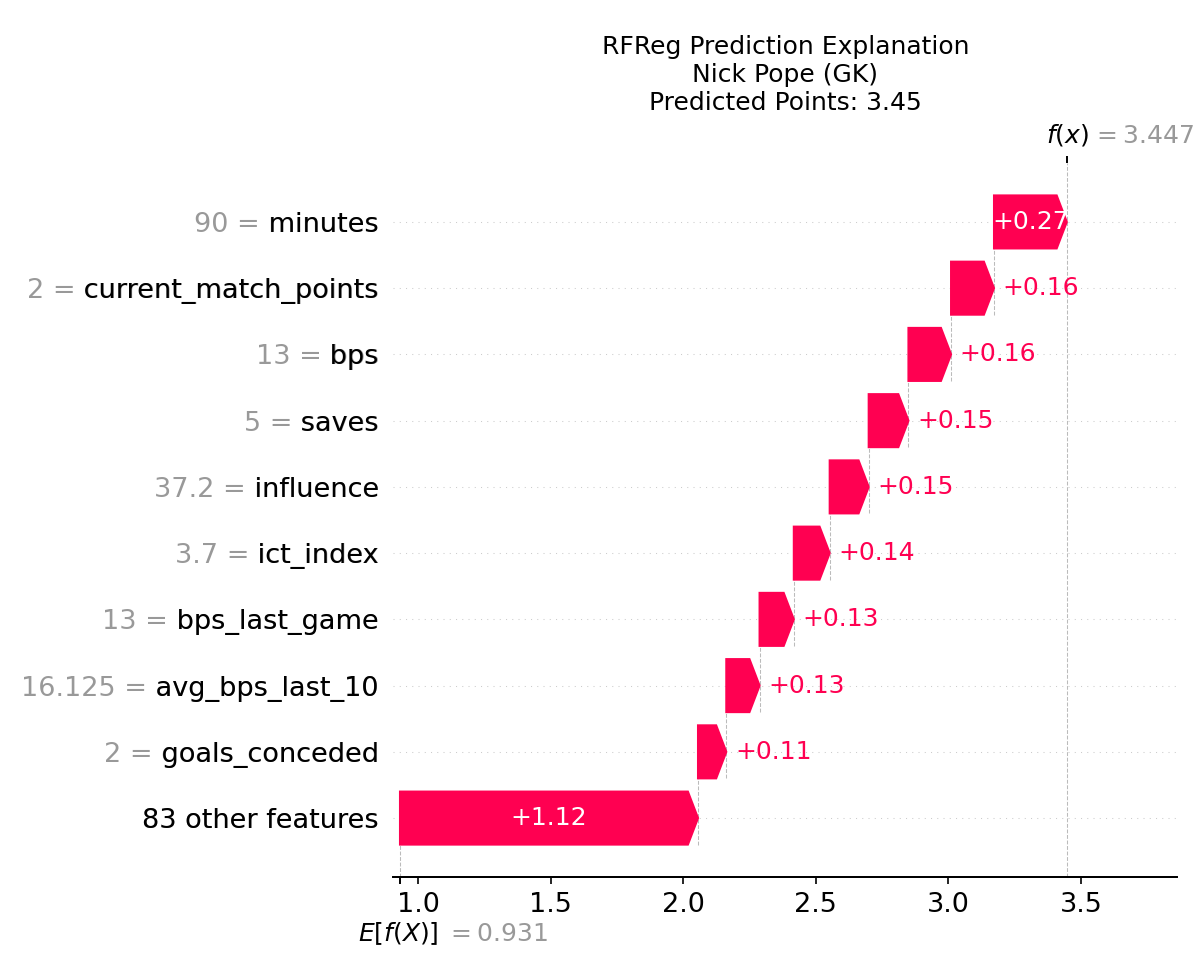 RFReg Prediction Explanation
Nick Pope (GK)
Predicted Points: 3.45
f(x) = 3.447
90 = minutes +0.27
2 = current_match_points +0.16
13 = bps +0.16
5 = saves +0.15
37.2 = influence +0.15
3.7 = ict_index +0.14
13 = bps_last_game +0.13
16.125 = avg_bps_last_10 +0.13
2 = goals_conceded +0.11
83 other features +1.12
1.0 1.5 2.0 2.5 3.0 3.5
E[f(X)] = 0.931